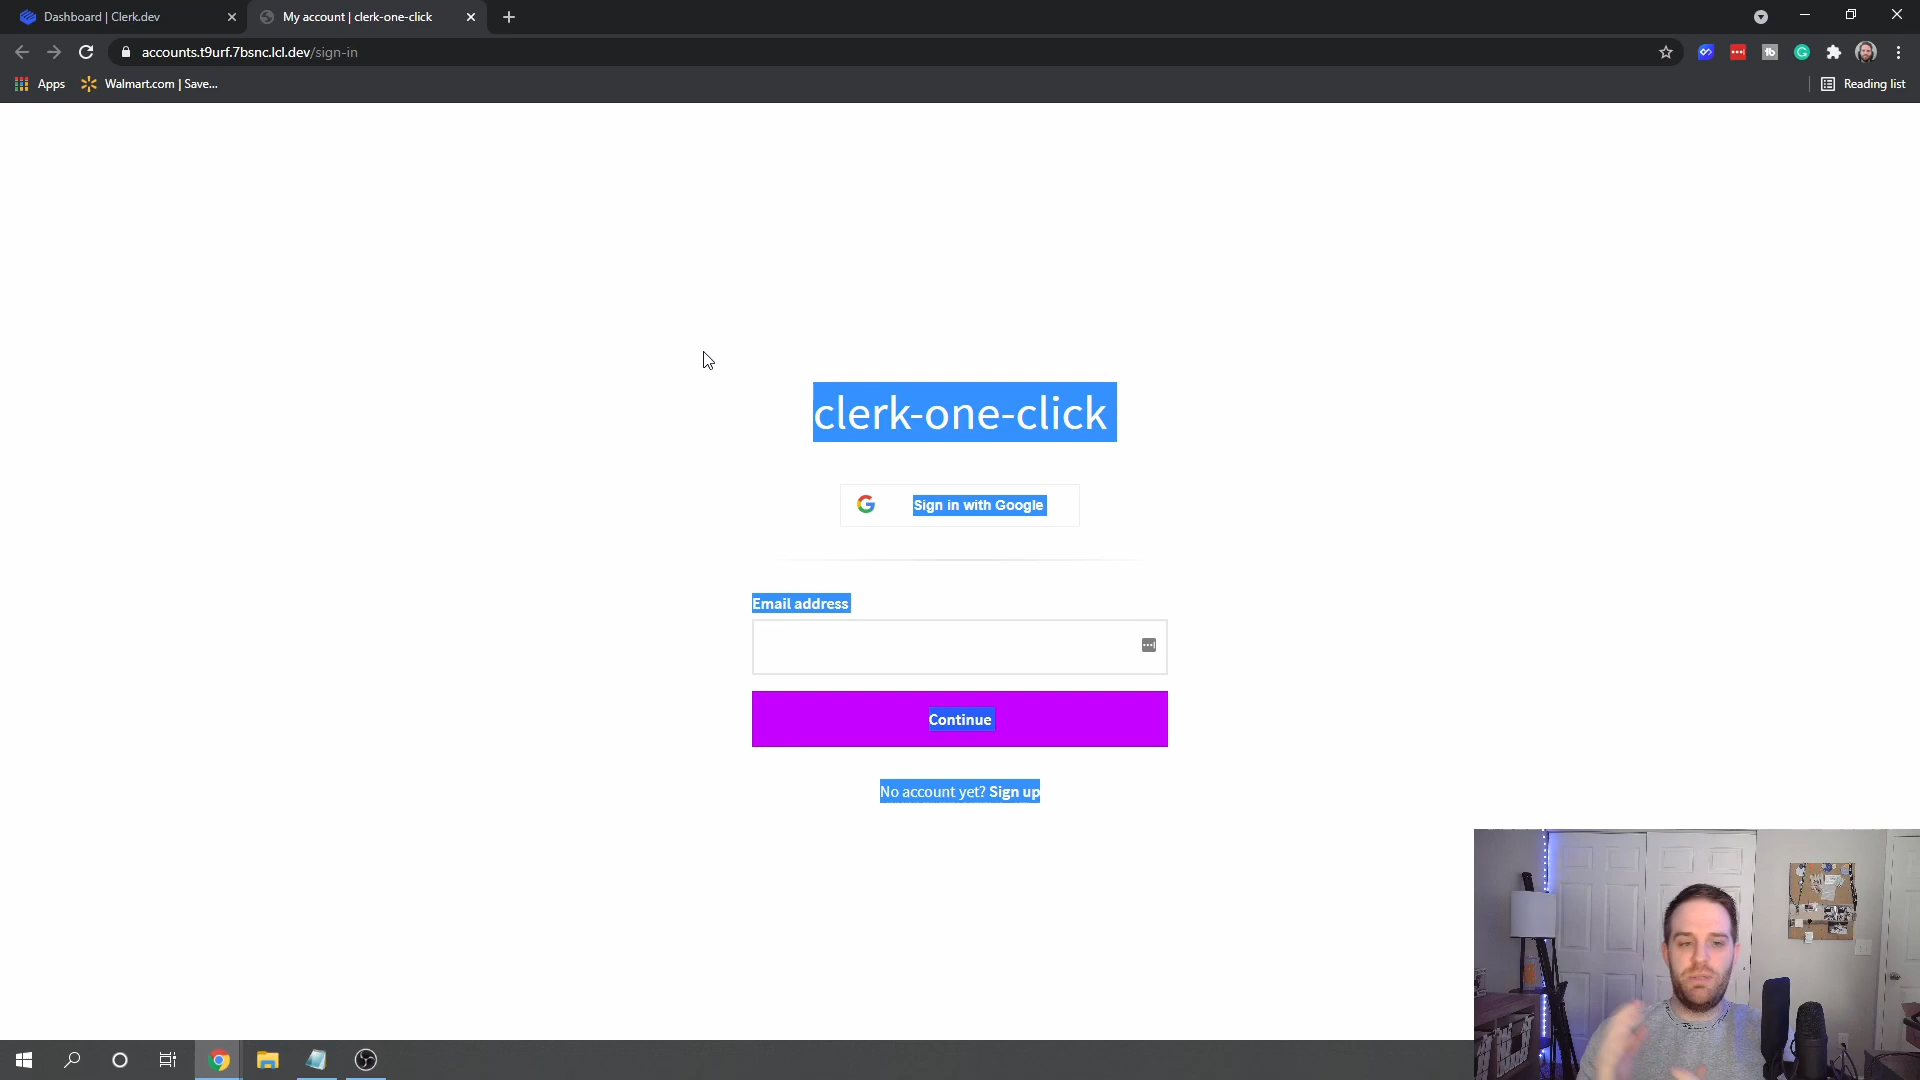 Dashboard | Clerk.dev
My account | clerk-one-click
accounts.t9urf.7bsnc.lcl.dev/sign-in
Apps
Walmart.com | Save...
Reading list
clerk-one-click
Sign in with Google
Email address
Continue
No account yet? Sign up